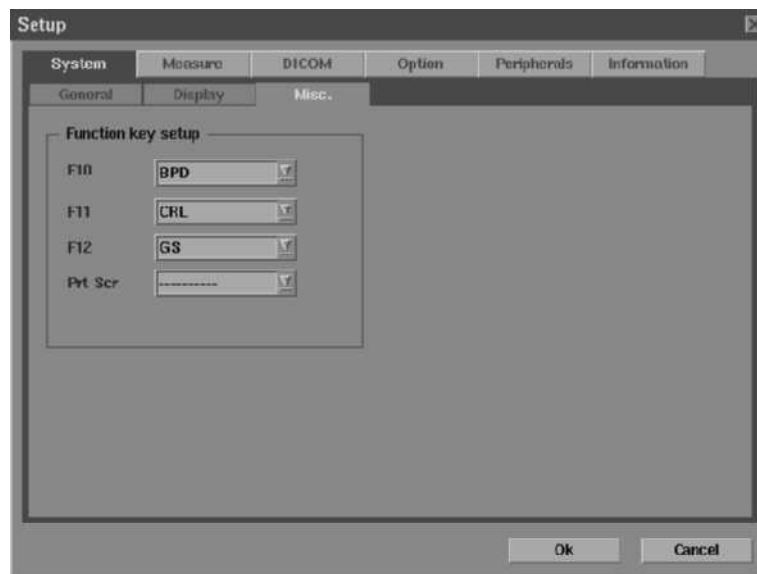 Setup
System Measure DICOM Option Peripherals Information
General Display Misc.
Function key setup
F10 BPD
F11 CRL
F12 GS
Prt Scr ----------
Ok Cancel